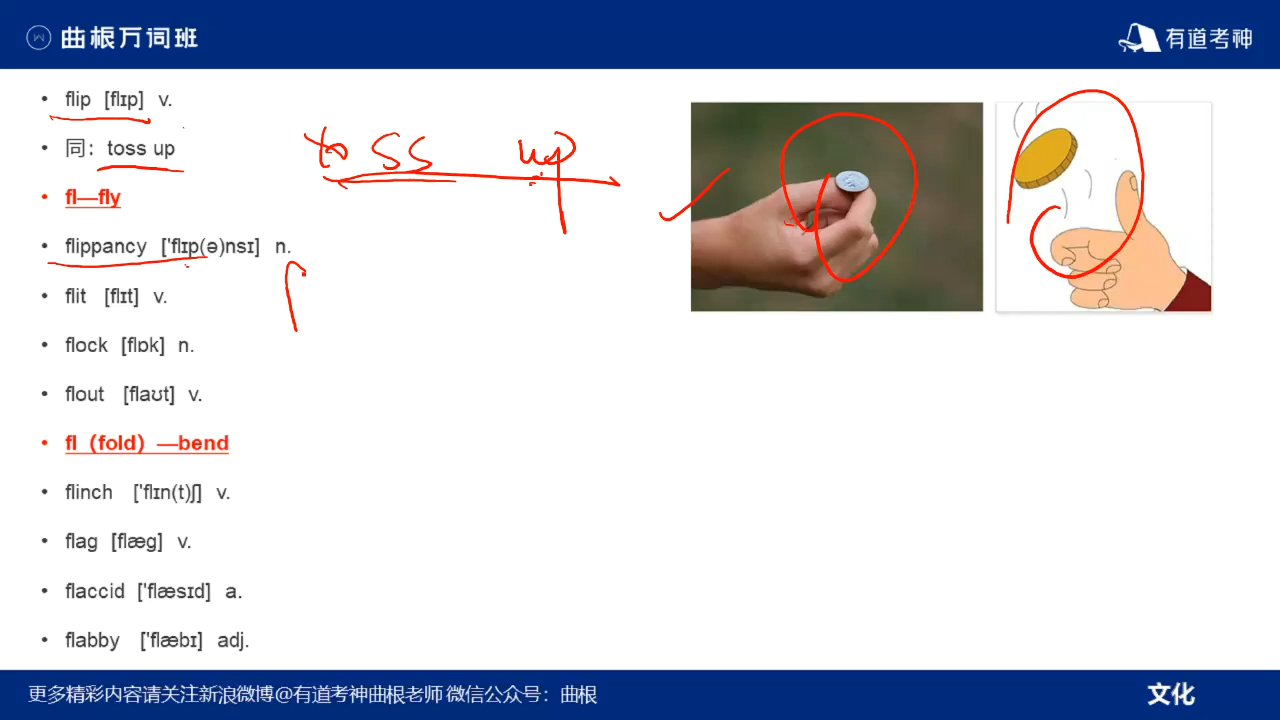 曲根万词班
有道考神
flip [flɪp] v.
同：toss up
toss up
fl—fly
flippancy ['flɪp(ə)nsɪ] n.
flit [flɪt] v.
flock [flɒk] n.
flout [flaʊt] v.
fl（fold）—bend
flinch ['flɪn(t)ʃ] v.
flag [flæg] v.
flaccid ['flæsɪd] a.
flabby ['flæbɪ] adj.
更多精彩内容请关注新浪微博@有道考神曲根老师 微信公众号：曲根
文化